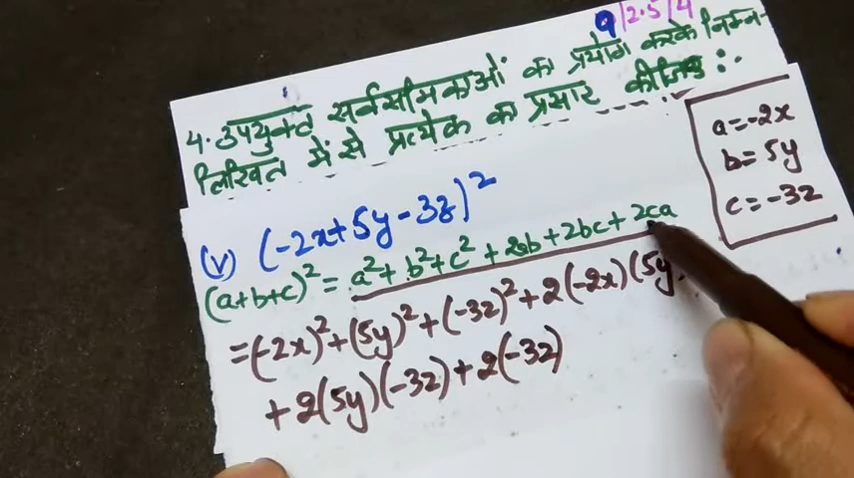 9/2.5/4
4. उपर्युक्त सर्वसमिकाओं का प्रयोग करके निम्न-
लिखित में से प्रत्येक का प्रसार कीजिए :-
a=-2x
b=5y
c=-3z
(v) (-2x+5y-3z)²
(a+b+c)² = a²+b²+c²+2ab+2bc+2ca
=(-2x)²+(5y)²+(-3z)²+2(-2x)(5y
+2(5y)(-3z)+2(-3z)